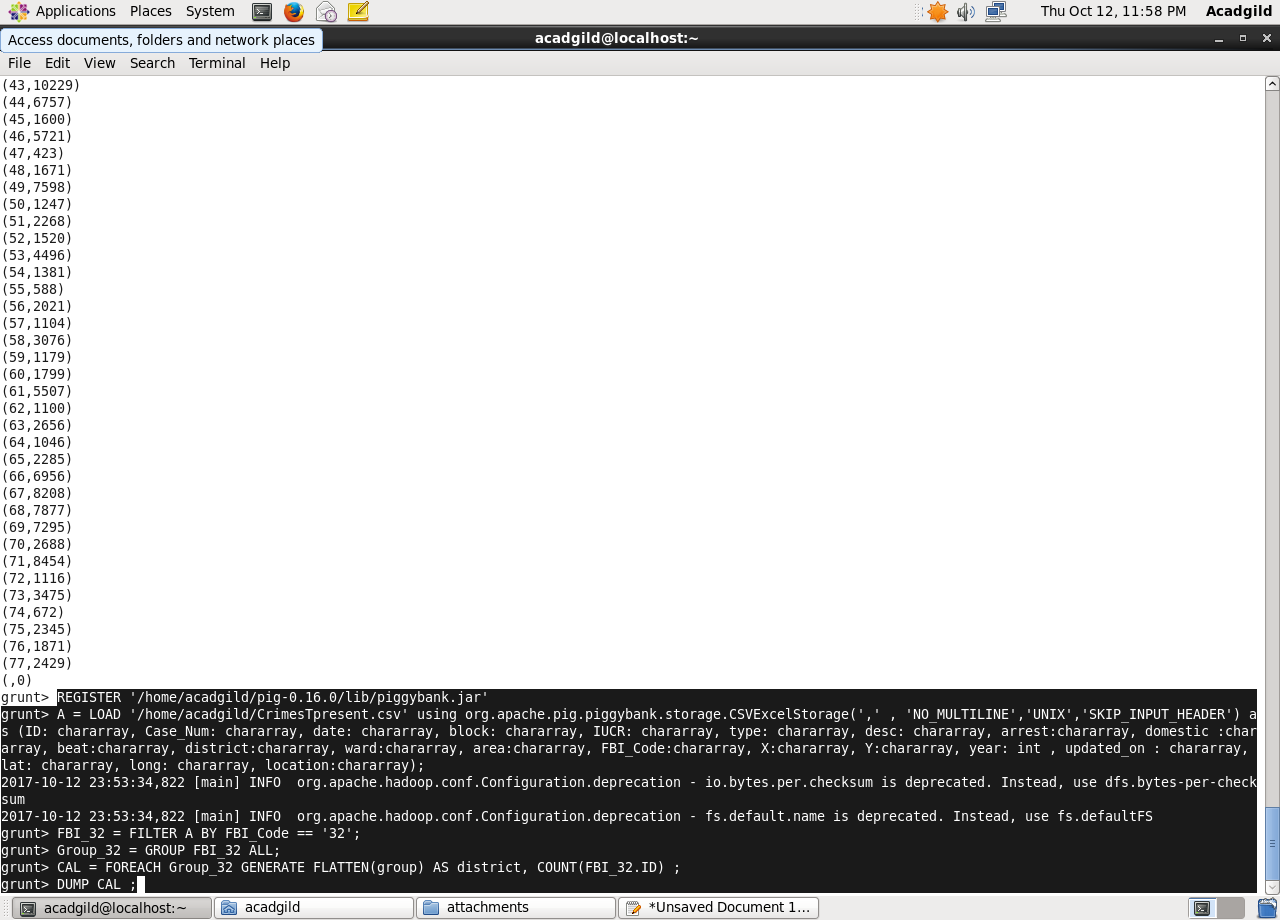 Applications Places System Thu Oct 12, 11:58 PM Acadgild
Access documents, folders and network places
acadgild@localhost:~
File Edit View Search Terminal Help
(43,10229)
(44,6757)
(45,1600)
(46,5721)
(47,423)
(48,1671)
(49,7598)
(50,1247)
(51,2268)
(52,1520)
(53,4496)
(54,1381)
(55,588)
(56,2021)
(57,1104)
(58,3076)
(59,1179)
(60,1799)
(61,5507)
(62,1100)
(63,2656)
(64,1046)
(65,2285)
(66,6956)
(67,8208)
(68,7877)
(69,7295)
(70,2688)
(71,8454)
(72,1116)
(73,3475)
(74,672)
(75,2345)
(76,1871)
(77,2429)
(,0)
grunt> REGISTER '/home/acadgild/pig-0.16.0/lib/piggybank.jar'
grunt> A = LOAD '/home/acadgild/CrimesTpresent.csv' using org.apache.pig.piggybank.storage.CSVExcelStorage(',' , 'NO_MULTILINE','UNIX','SKIP_INPUT_HEADER') a
s (ID: chararray, Case_Num: chararray, date: chararray, block: chararray, IUCR: chararray, type: chararray, desc: chararray, arrest:chararray, domestic :char
array, beat:chararray, district:chararray, ward:chararray, area:chararray, FBI_Code:chararray, X:chararray, Y:chararray, year: int , updated_on : chararray,
lat: chararray, long: chararray, location:chararray);
2017-10-12 23:53:34,822 [main] INFO  org.apache.hadoop.conf.Configuration.deprecation - io.bytes.per.checksum is deprecated. Instead, use dfs.bytes-per-check
sum
2017-10-12 23:53:34,822 [main] INFO  org.apache.hadoop.conf.Configuration.deprecation - fs.default.name is deprecated. Instead, use fs.defaultFS
grunt> FBI_32 = FILTER A BY FBI_Code == '32';
grunt> Group_32 = GROUP FBI_32 ALL;
grunt> CAL = FOREACH Group_32 GENERATE FLATTEN(group) AS district, COUNT(FBI_32.ID) ;
grunt> DUMP CAL ;
acadgild@localhost:~ acadgild attachments *Unsaved Document 1...